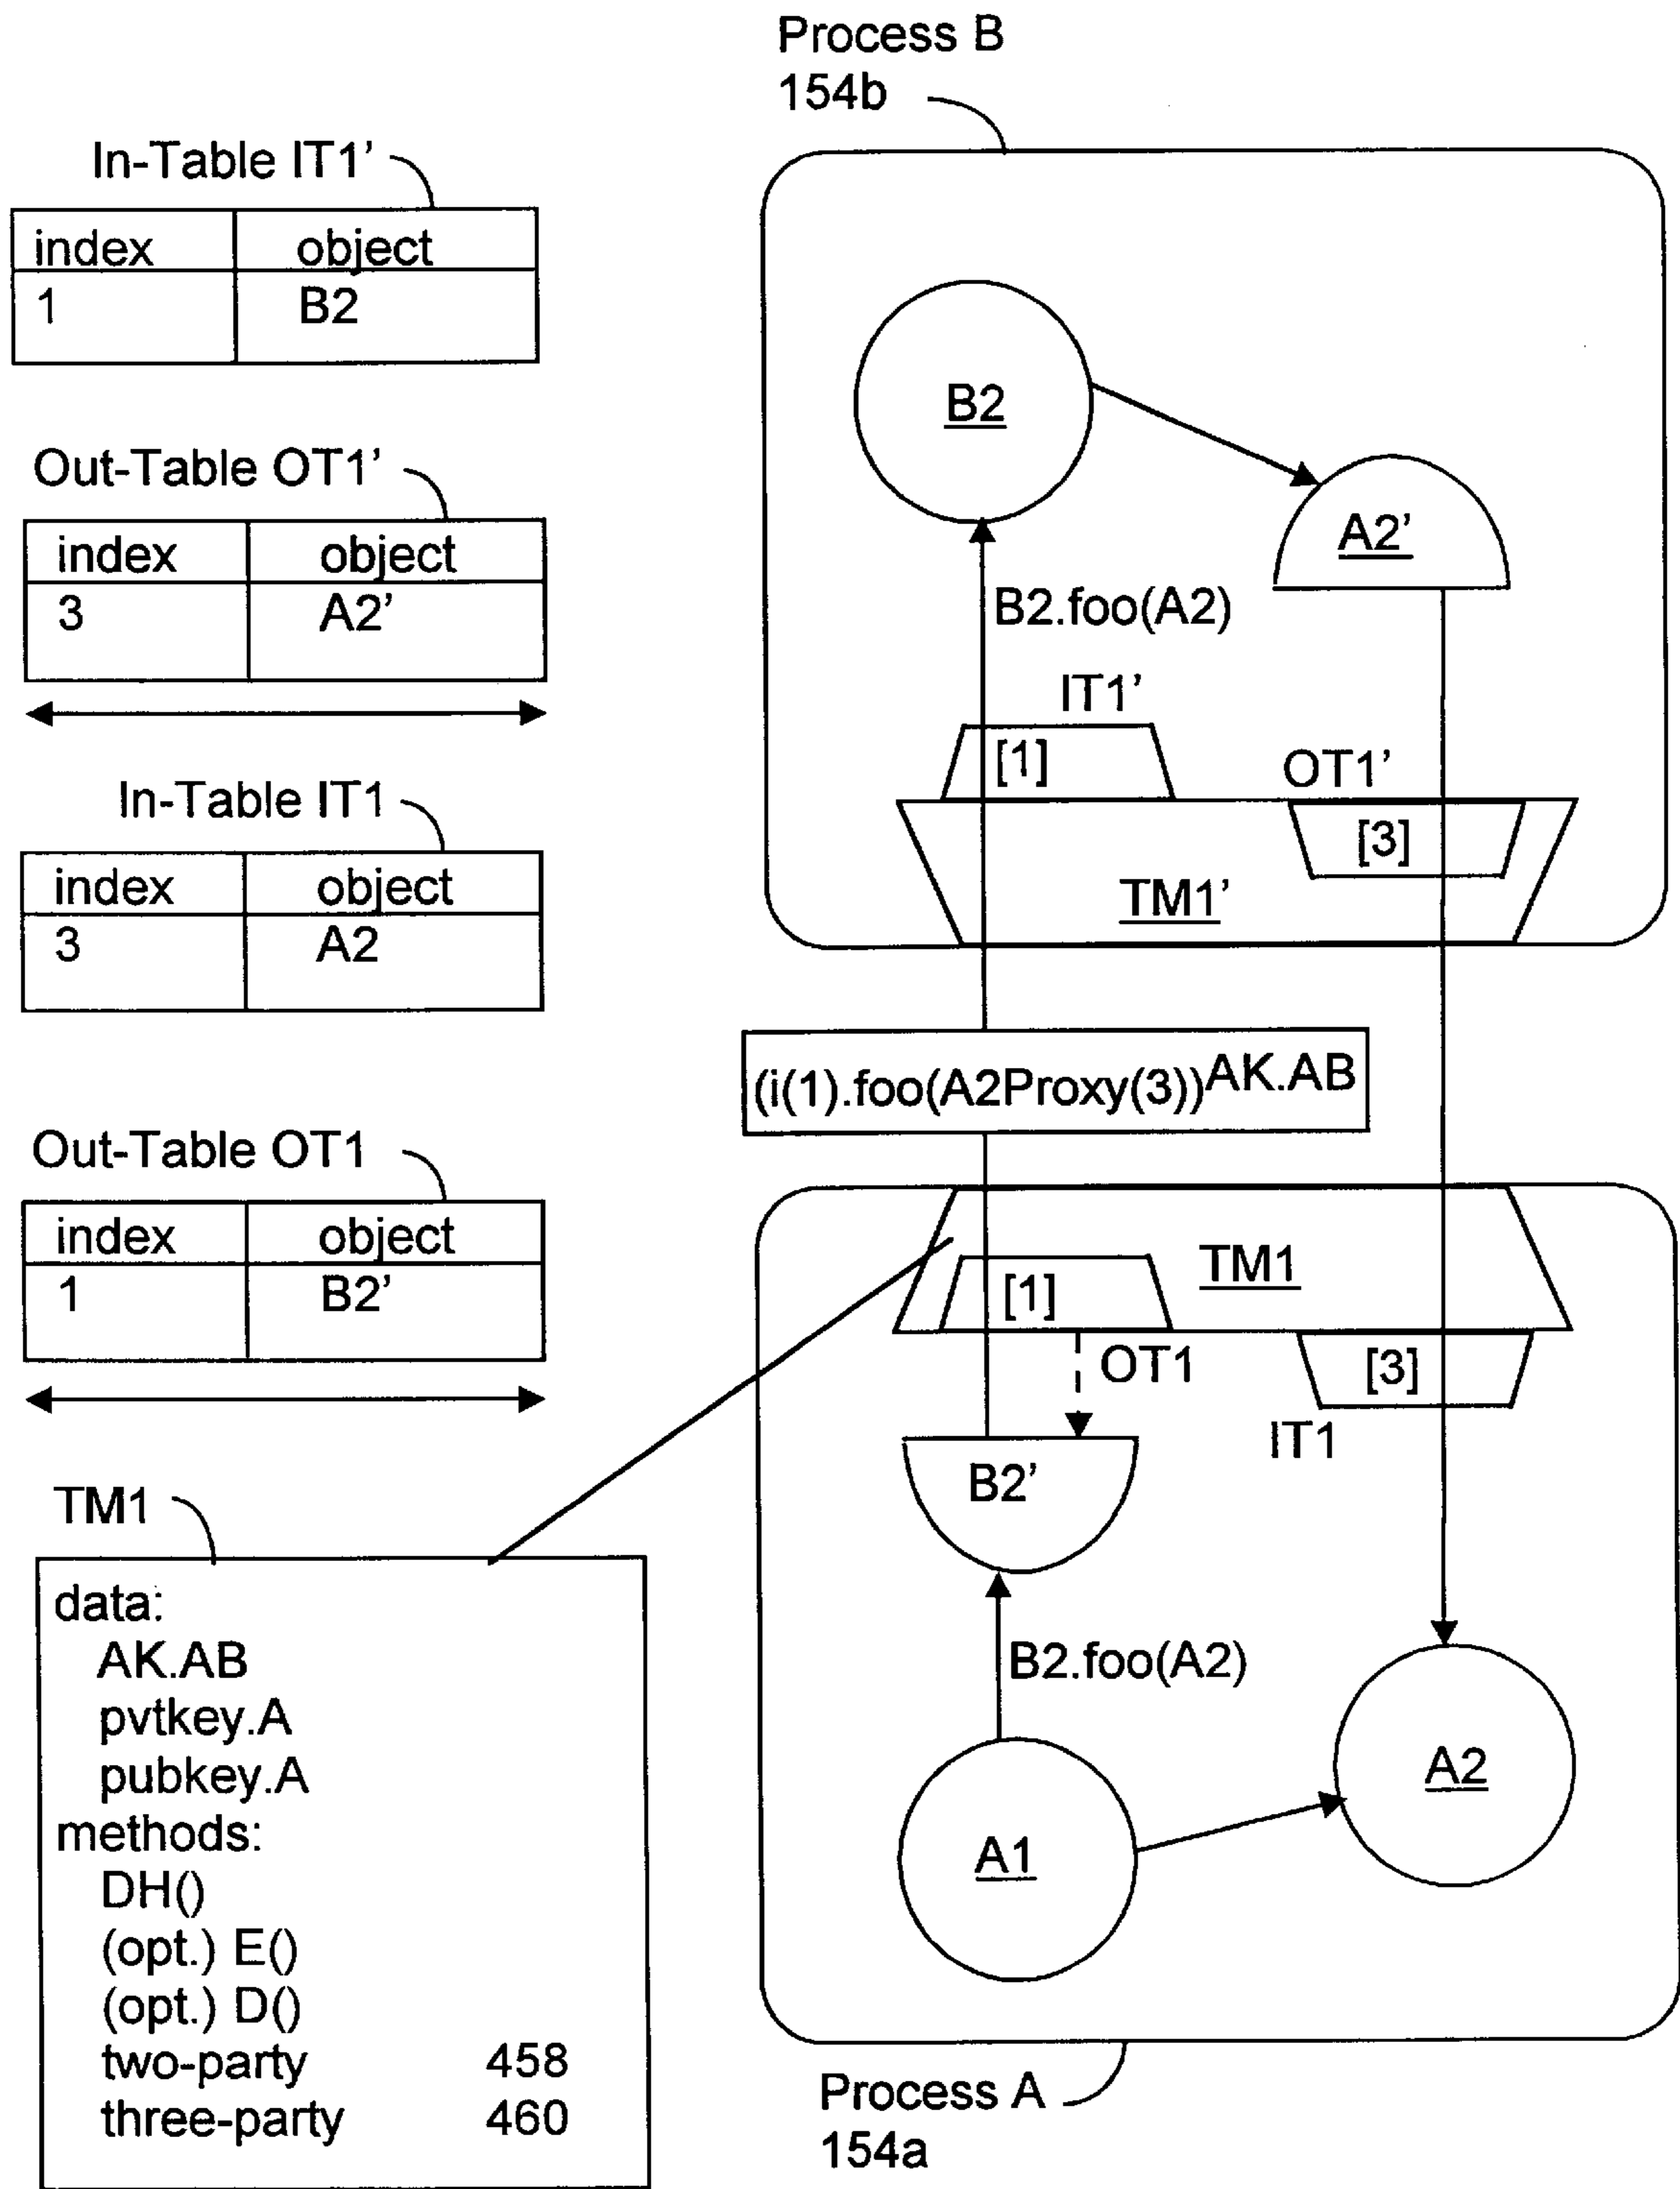 Process B
154b
In-Table IT1’
index object
1 B2
Out-Table OT1’
index object
3 A2’
In-Table IT1
index object
3 A2
Out-Table OT1
index object
1 B2’
TM1
data:
AK.AB
pvtkey.A
pubkey.A
methods:
DH()
(opt.) E()
(opt.) D()
two-party 458
three-party 460
B2
A2’
B2.foo(A2)
IT1’
[1]
OT1’
[3]
TM1’
(i(1).foo(A2Proxy(3))AK.AB
TM1
[1]
OT1
[3]
IT1
B2’
B2.foo(A2)
A2
A1
Process A
154a